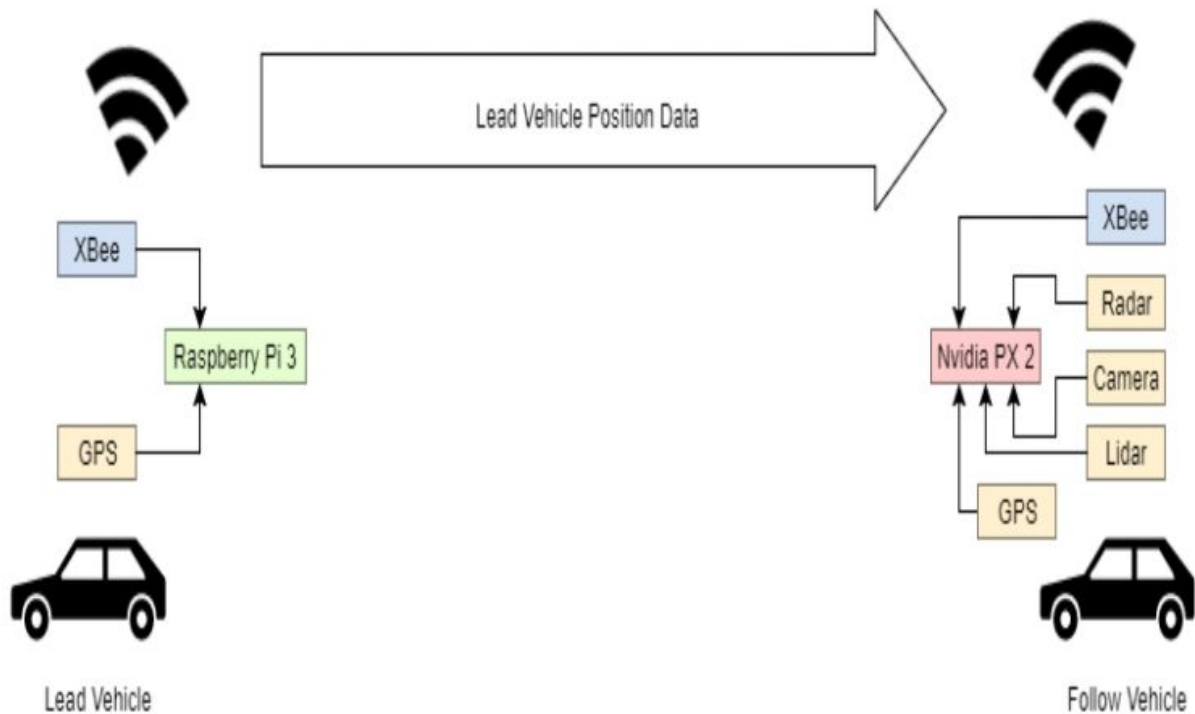 Lead Vehicle Position Data
XBee
Raspberry Pi 3
GPS
Lead Vehicle
XBee
Radar
Nvidia PX 2
Camera
Lidar
GPS
Follow Vehicle